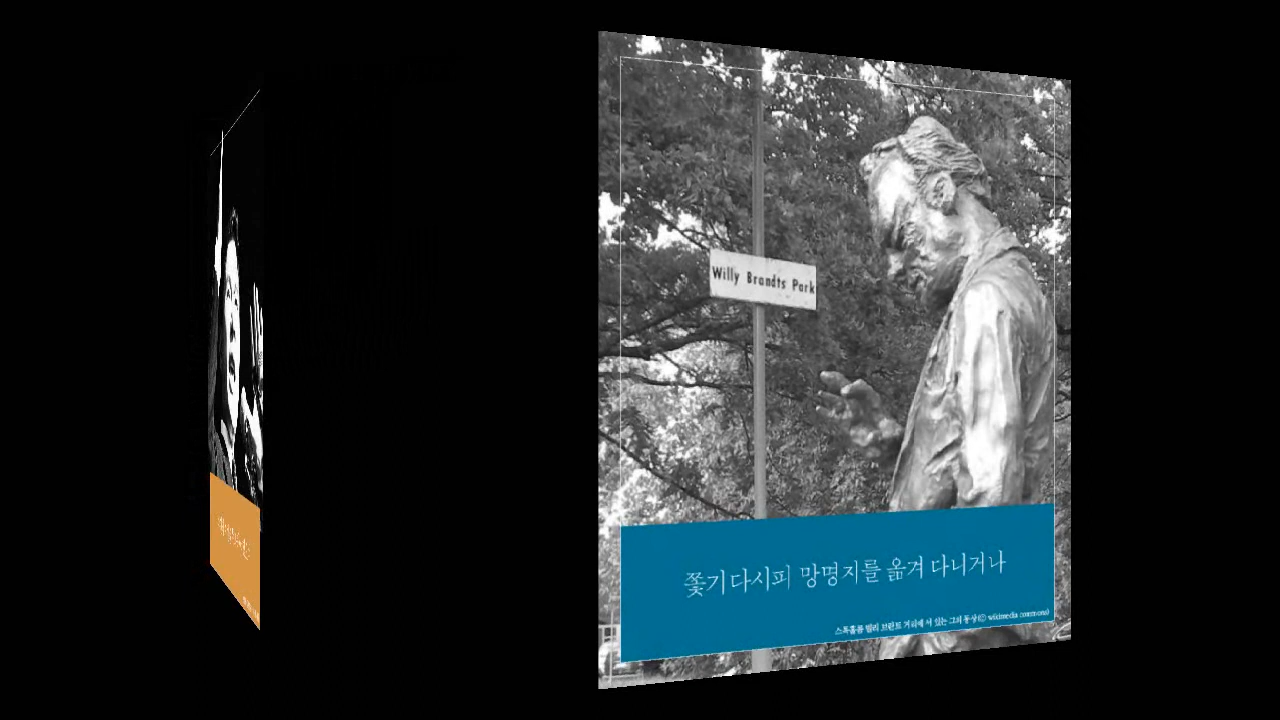 Willy Brandts Park
쫓기다시피 망명지를 옮겨 다니거나
스톡홀름 빌리 브란트 거리에 서 있는 그의 동상(ⓒ wikimedia commons)